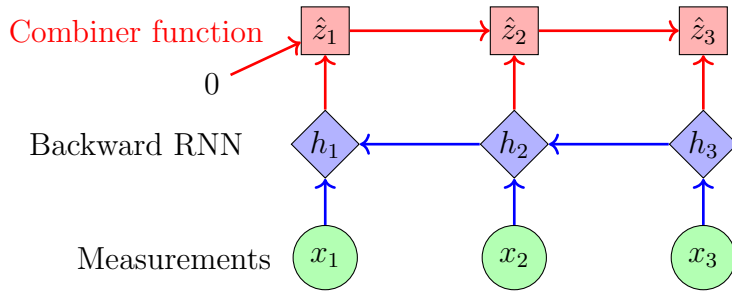 Combiner function ẑ₁ ẑ₂ ẑ₃
0
Backward RNN h₁ h₂ h₃
Measurements x₁ x₂ x₃